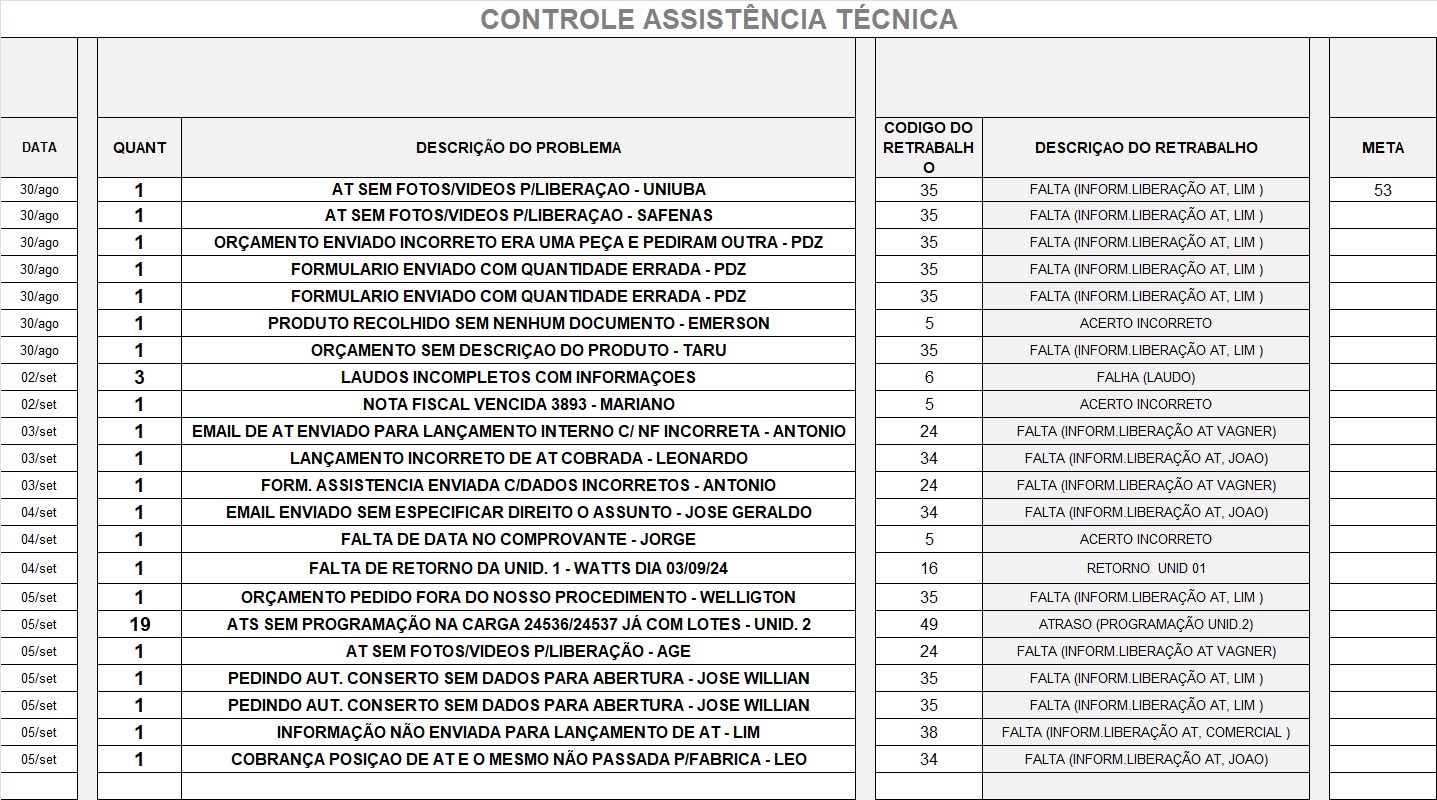 CONTROLE ASSISTÊNCIA TÉCNICA
DATA QUANT DESCRIÇÃO DO PROBLEMA CODIGO DO RETRABALHO DESCRIÇAO DO RETRABALHO META
30/ago 1 AT SEM FOTOS/VIDEOS P/LIBERAÇAO - UNIUBA 35 FALTA (INFORM.LIBERAÇÃO AT, LIM ) 53
30/ago 1 AT SEM FOTOS/VIDEOS P/LIBERAÇAO - SAFENAS 35 FALTA (INFORM.LIBERAÇÃO AT, LIM )
30/ago 1 ORÇAMENTO ENVIADO INCORRETO ERA UMA PEÇA E PEDIRAM OUTRA - PDZ 35 FALTA (INFORM.LIBERAÇÃO AT, LIM )
30/ago 1 FORMULARIO ENVIADO COM QUANTIDADE ERRADA - PDZ 35 FALTA (INFORM.LIBERAÇÃO AT, LIM )
30/ago 1 FORMULARIO ENVIADO COM QUANTIDADE ERRADA - PDZ 35 FALTA (INFORM.LIBERAÇÃO AT, LIM )
30/ago 1 PRODUTO RECOLHIDO SEM NENHUM DOCUMENTO - EMERSON 5 ACERTO INCORRETO
30/ago 1 ORÇAMENTO SEM DESCRIÇAO DO PRODUTO - TARU 35 FALTA (INFORM.LIBERAÇÃO AT, LIM )
02/set 3 LAUDOS INCOMPLETOS COM INFORMAÇOES 6 FALHA (LAUDO)
02/set 1 NOTA FISCAL VENCIDA 3893 - MARIANO 5 ACERTO INCORRETO
03/set 1 EMAIL DE AT ENVIADO PARA LANÇAMENTO INTERNO C/ NF INCORRETA - ANTONIO 24 FALTA (INFORM.LIBERAÇÃO AT VAGNER)
03/set 1 LANÇAMENTO INCORRETO DE AT COBRADA - LEONARDO 34 FALTA (INFORM.LIBERAÇÃO AT, JOAO)
03/set 1 FORM. ASSISTENCIA ENVIADA C/DADOS INCORRETOS - ANTONIO 24 FALTA (INFORM.LIBERAÇÃO AT VAGNER)
04/set 1 EMAIL ENVIADO SEM ESPECIFICAR DIREITO O ASSUNTO - JOSE GERALDO 34 FALTA (INFORM.LIBERAÇÃO AT, JOAO)
04/set 1 FALTA DE DATA NO COMPROVANTE - JORGE 5 ACERTO INCORRETO
04/set 1 FALTA DE RETORNO DA UNID. 1 - WATTS DIA 03/09/24 16 RETORNO UNID 01
05/set 1 ORÇAMENTO PEDIDO FORA DO NOSSO PROCEDIMENTO - WELLIGTON 35 FALTA (INFORM.LIBERAÇÃO AT, LIM )
05/set 19 ATS SEM PROGRAMAÇÃO NA CARGA 24536/24537 JÁ COM LOTES - UNID. 2 49 ATRASO (PROGRAMAÇÃO UNID.2)
05/set 1 AT SEM FOTOS/VIDEOS P/LIBERAÇÃO - AGE 24 FALTA (INFORM.LIBERAÇÃO AT VAGNER)
05/set 1 PEDINDO AUT. CONSERTO SEM DADOS PARA ABERTURA - JOSE WILLIAN 35 FALTA (INFORM.LIBERAÇÃO AT, LIM )
05/set 1 PEDINDO AUT. CONSERTO SEM DADOS PARA ABERTURA - JOSE WILLIAN 35 FALTA (INFORM.LIBERAÇÃO AT, LIM )
05/set 1 INFORMAÇÃO NÃO ENVIADA PARA LANÇAMENTO DE AT - LIM 38 FALTA (INFORM.LIBERAÇÃO AT, COMERCIAL )
05/set 1 COBRANÇA POSIÇAO DE AT E O MESMO NÃO PASSADA P/FABRICA - LEO 34 FALTA (INFORM.LIBERAÇÃO AT, JOAO)